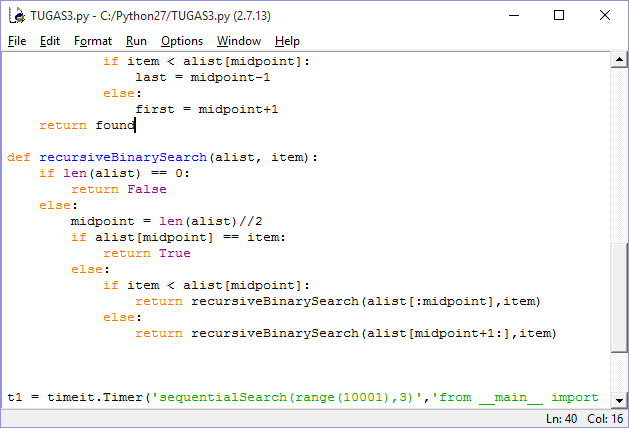 TUGAS3.py - C:/Python27/TUGAS3.py (2.7.13)
File Edit Format Run Options Window Help
            if item < alist[midpoint]:
                last = midpoint-1
            else:
                first = midpoint+1
    return found
def recursiveBinarySearch(alist, item):
    if len(alist) == 0:
        return False
    else:
        midpoint = len(alist)//2
        if alist[midpoint] == item:
            return True
        else:
            if item < alist[midpoint]:
                return recursiveBinarySearch(alist[:midpoint],item)
            else:
                return recursiveBinarySearch(alist[midpoint+1:],item)
t1 = timeit.Timer('sequentialSearch(range(10001),3)','from __main__ import
Ln: 40 Col: 16